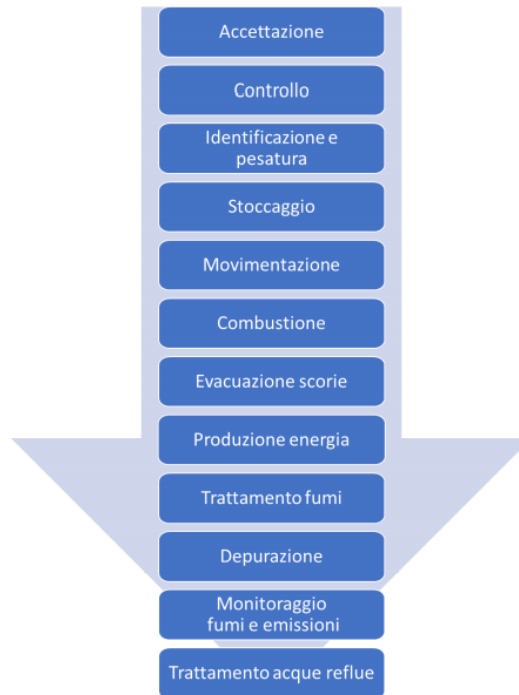 Accettazione
Controllo
Identificazione e
pesatura
Stoccaggio
Movimentazione
Combustione
Evacuazione scorie
Produzione energia
Trattamento fumi
Depurazione
Monitoraggio
fumi e emissioni
Trattamento acque reflue